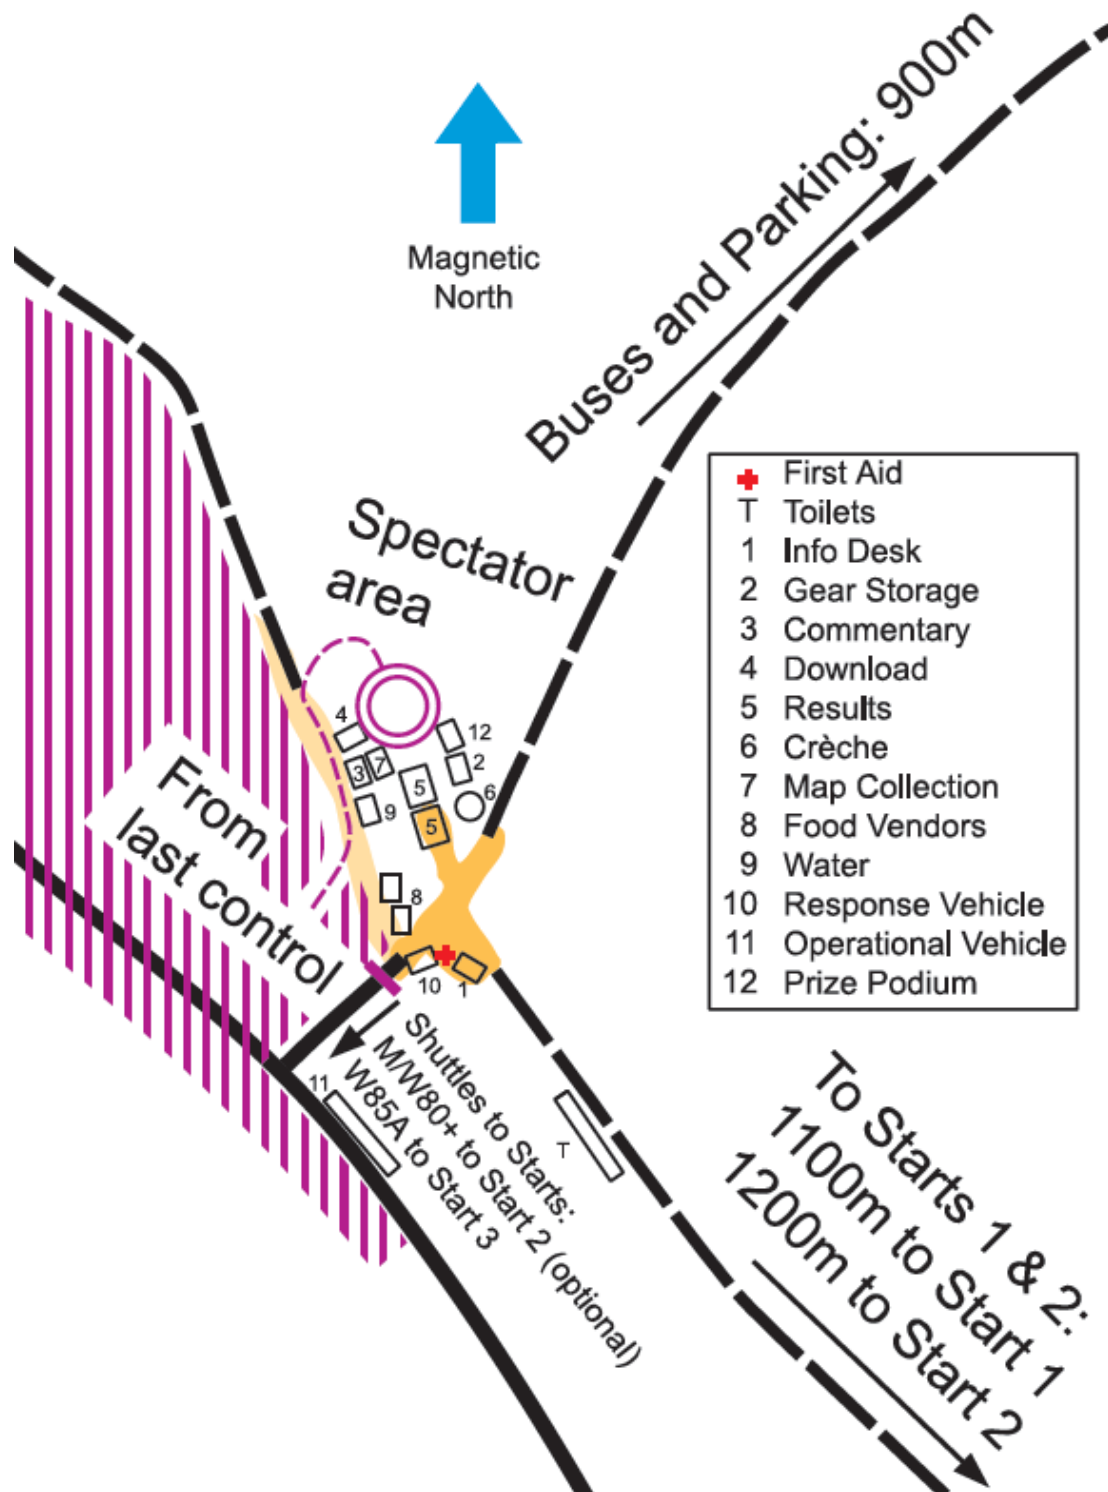 Magnetic
North
Buses and Parking: 900m
Spectator
area
First Aid
T Toilets
1 Info Desk
2 Gear Storage
3 Commentary
4 Download
5 Results
6 Crèche
7 Map Collection
8 Food Vendors
9 Water
10 Response Vehicle
11 Operational Vehicle
12 Prize Podium
4
12
3
7
2
5
6
9
5
8
10
1
From
last control
11
T
Shuttles to Starts:
M/W80+ to Start 2 (optional)
W85A to Start 3
To Starts 1 & 2:
1100m to Start 1
1200m to Start 2